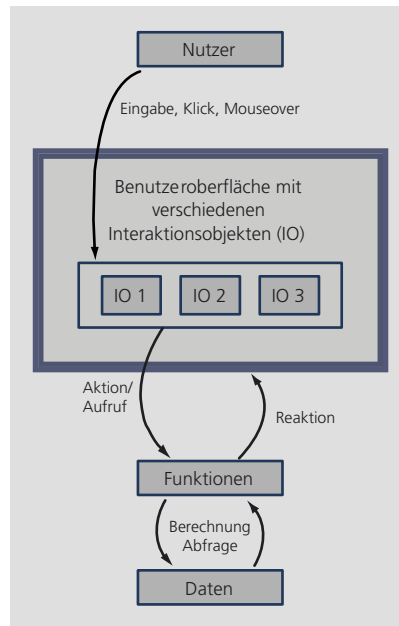 Nutzer
Eingabe, Klick, Mouseover
Benutzeroberfläche mit
verschiedenen
Interaktionsobjekten (IO)
IO 1 IO 2 IO 3
Aktion/
Aufruf
Reaktion
Funktionen
Berechnung
Abfrage
Daten